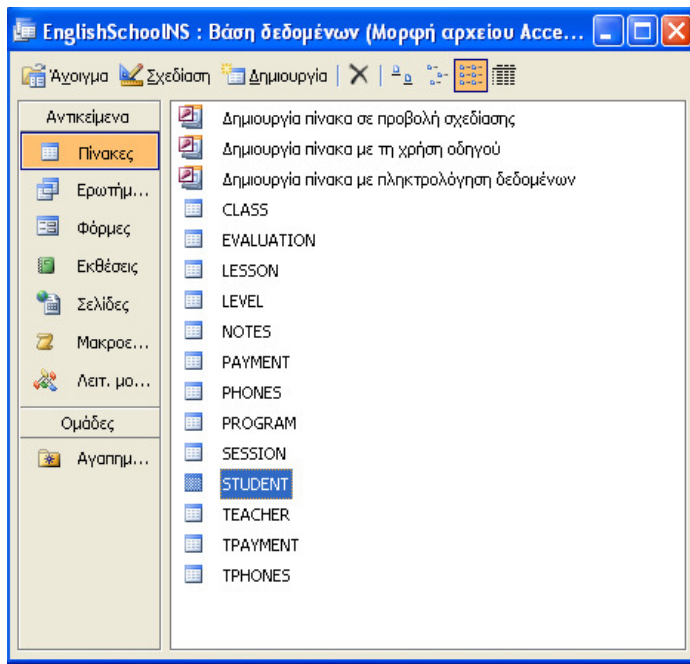 EnglishSchoolNS : Βάση δεδομένων (Μορφή αρχείου Acce...
Άνοιγμα Σχεδίαση Δημιουργία
Αντικείμενα
Πίνακες
Ερωτήμ...
Φόρμες
Εκθέσεις
Σελίδες
Μακροε...
Λειτ. μο...
Ομάδες
Αγαπημ...
Δημιουργία πίνακα σε προβολή σχεδίασης
Δημιουργία πίνακα με τη χρήση οδηγού
Δημιουργία πίνακα με πληκτρολόγηση δεδομένων
CLASS
EVALUATION
LESSON
LEVEL
NOTES
PAYMENT
PHONES
PROGRAM
SESSION
STUDENT
TEACHER
TPAYMENT
TPHONES